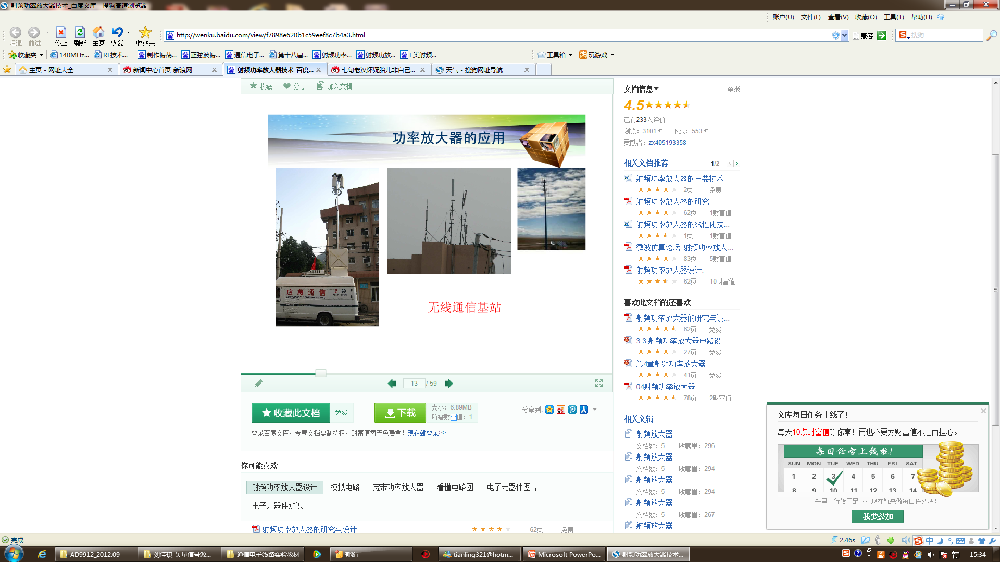 射频功率放大器技术_百度文库 - 搜狗高速浏览器
账户(U) 文件(F) 查看(V) 收藏(O) 工具(T) 帮助(H)
后退 前进 停止 刷新 主页 恢复 收藏夹
http://wenku.baidu.com/view/f7898e620b1c59eef8c7b4a3.html
兼容
搜狗
收藏夹 140MHz... RF技术... 制作振荡... 正弦波振... 通信电子... 第十八届... 射频功率... 射频功放... E类射频...
工具箱 玩游戏
主页 - 网址大全 新闻中心首页_新浪网 射频功率放大器技术_百度... 七旬老汉怀疑胎儿非自己... 天气 - 搜狗网址导航
收藏 分享 加入文辑
功率放大器的应用
应急通信
EMERGENCY COMMUNICATIONS
无线通信基站
13 / 59
收藏此文档 免费
下载
大小：6.89MB
所需财富值：1
分享到:
登录百度文库，专享文档复制特权，财富值每天免费拿！现在就登录>>
你可能喜欢
射频功率放大器设计 模拟电路 宽带功率放大器 看懂电路图 电子元器件图片
电子元器件知识
射频功率放大器的研究与设计 62页 免费
文档信息 举报
4.5
已有233人评价
浏览：3101次 下载：553次
贡献者：zx405193358
相关文档推荐 1/2
射频功率放大器的主要技术...
2页 免费
射频功率放大器的研究
62页 1财富值
射频功率放大器的线性化技...
1页 1财富值
微波仿真论坛_射频功率放大...
83页 5财富值
射频功率放大器设计.
62页 10财富值
喜欢此文档的还喜欢
射频功率放大器的研究与设...
62页 免费
3.3 射频功率放大器电路设...
27页 免费
第4章射频功率放大器
41页 免费
04射频功率放大器
78页 2财富值
相关文辑
射频放大器
文档数：5 收藏量：296
射频放大器
文档数：5 收藏量：294
射频放大器
文档数：5 收藏量：294
射频放大器
文档数：5 收藏量：267
射频放大器
文库每日任务上线了！
每天10点财富值等你拿！再也不要为财富值不足而担心。
每日任务上线啦!
SUN MON TUE WED THU FRI SAT
1 2 3 4 5 6 7
8 9 10 11 12 13 14
千里之行始于足下，现在就来做每日任务吧！
我要参加
完成
2.46s
中
AD9912_2012.09 刘佳琪-矢量信号源... 通信电子线路实验教材 郁娟 tianling321@hotm... Microsoft PowerPo... 射频功率放大器技术...
15:34